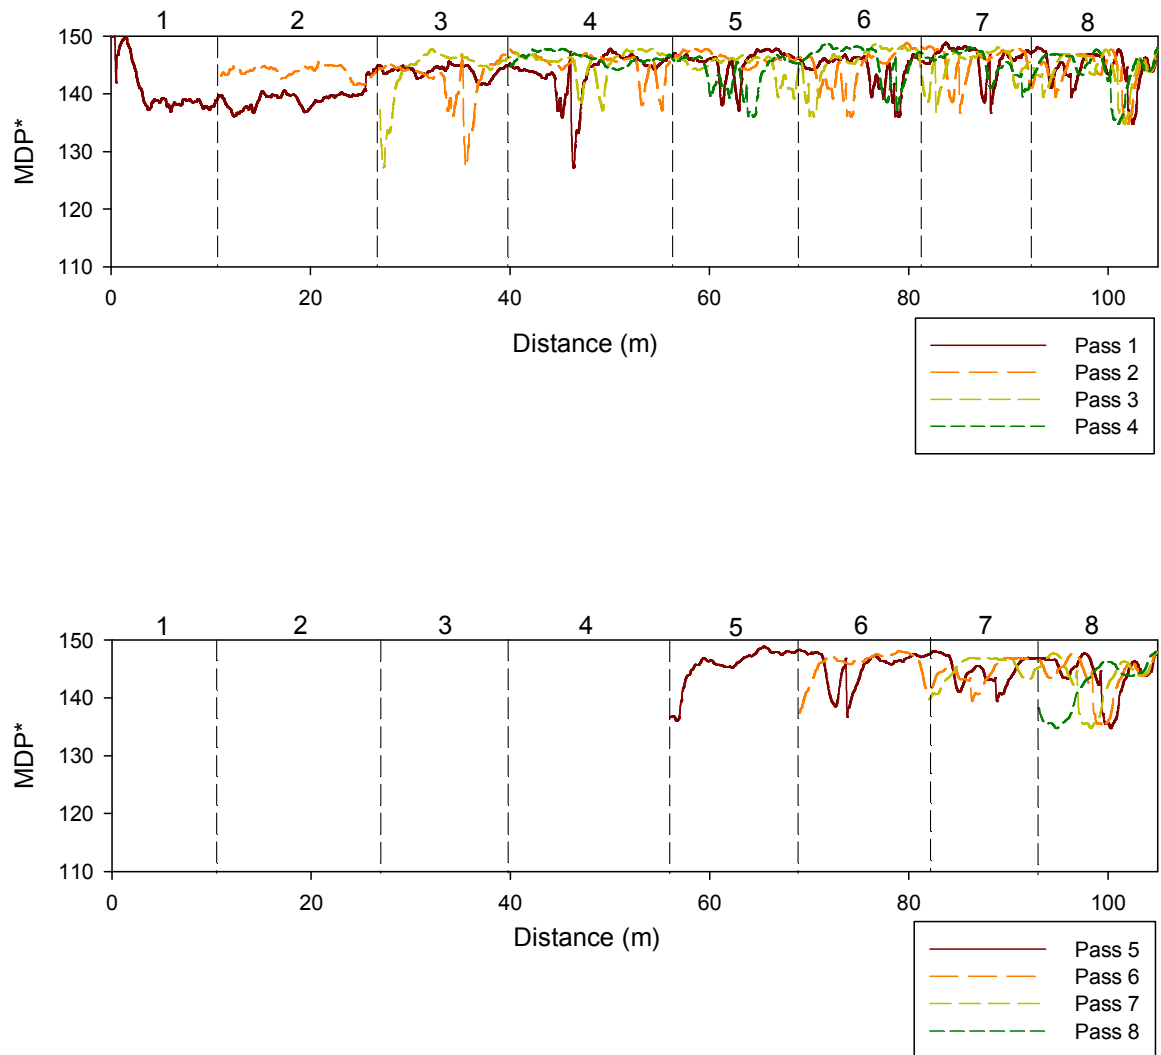 1 2 3 4 5 6 7 8
150
140
130
120
110
MDP*
0 20 40 60 80 100
Distance (m)
Pass 1
Pass 2
Pass 3
Pass 4
1 2 3 4 5 6 7 8
150
140
130
120
110
MDP*
0 20 40 60 80 100
Distance (m)
Pass 5
Pass 6
Pass 7
Pass 8